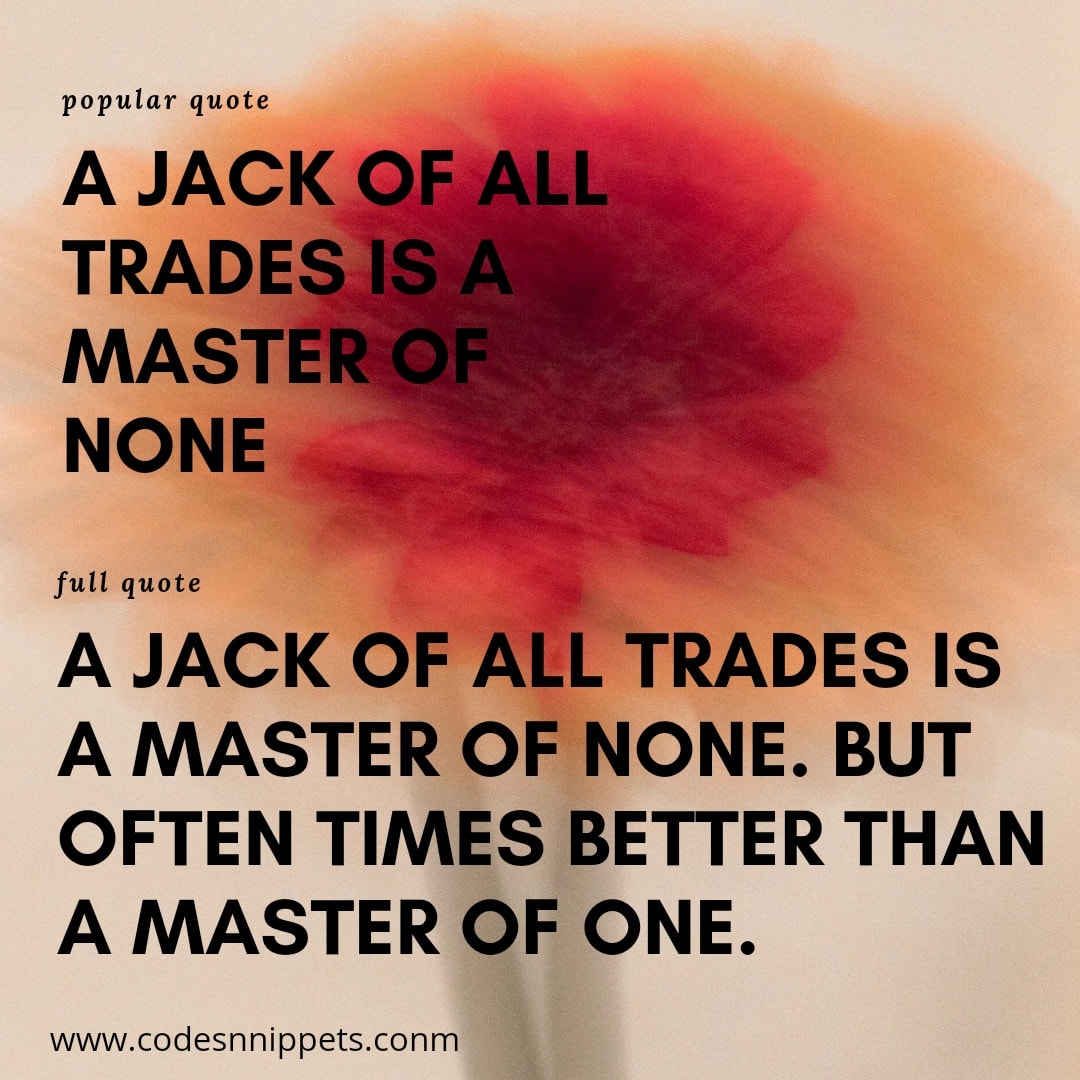 popular quote
A JACK OF ALL
TRADES IS A
MASTER OF
NONE
full quote
A JACK OF ALL TRADES IS
A MASTER OF NONE. BUT
OFTEN TIMES BETTER THAN
A MASTER OF ONE.
www.codesnnippets.conm